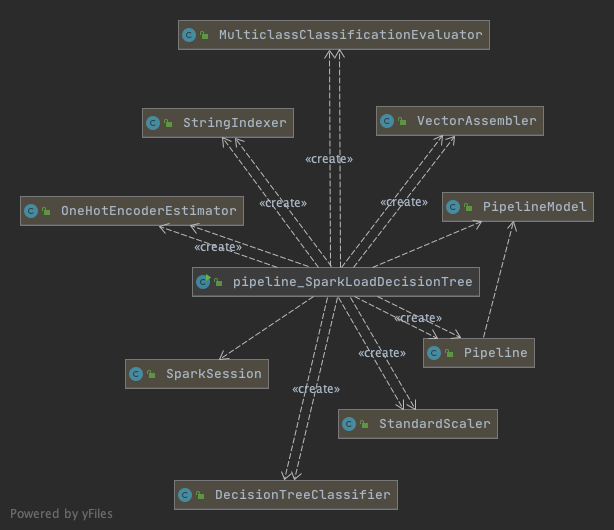 MulticlassClassificationEvaluator
StringIndexer
VectorAssembler
«create»
«create»
«create»
OneHotEncoderEstimator
PipelineModel
«create»
pipeline_SparkLoadDecisionTree
«create»
Pipeline
«create»
SparkSession
«create»
StandardScaler
DecisionTreeClassifier
Powered by yFiles